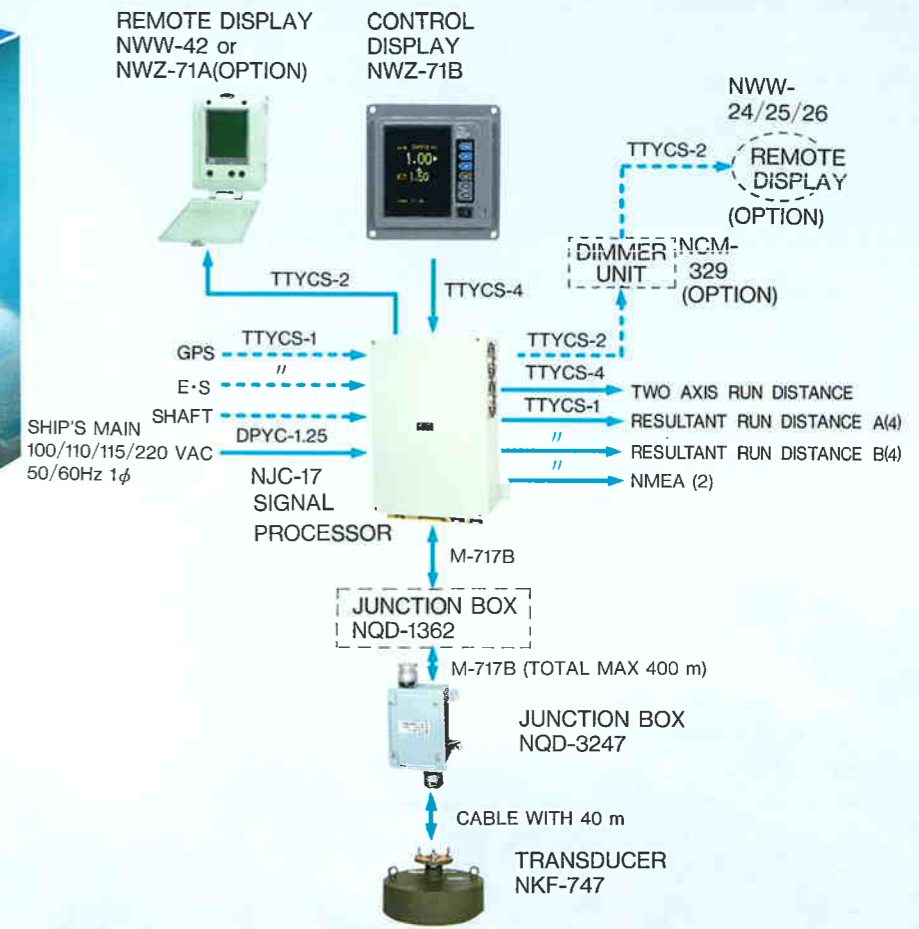 REMOTE DISPLAY
NWW-42 or
NWZ-71A(OPTION)
CONTROL
DISPLAY
NWZ-71B
NWW-
24/25/26
TTYCS-2
REMOTE
DISPLAY
(OPTION)
DIMMER
UNIT
NCM-
329
(OPTION)
1.00
1.50
TTYCS-2
TTYCS-4
TTYCS-2
GPS
TTYCS-1
E·S
〃
SHAFT
SHIP'S MAIN
100/110/115/220 VAC
50/60Hz 1φ
DPYC-1.25
NJC-17
SIGNAL
PROCESSOR
TTYCS-4
TWO AXIS RUN DISTANCE
TTYCS-1
RESULTANT RUN DISTANCE A(4)
〃
RESULTANT RUN DISTANCE B(4)
〃
NMEA (2)
M-717B
JUNCTION BOX
NQD-1362
M-717B (TOTAL MAX 400 m)
JUNCTION BOX
NQD-3247
CABLE WITH 40 m
TRANSDUCER
NKF-747